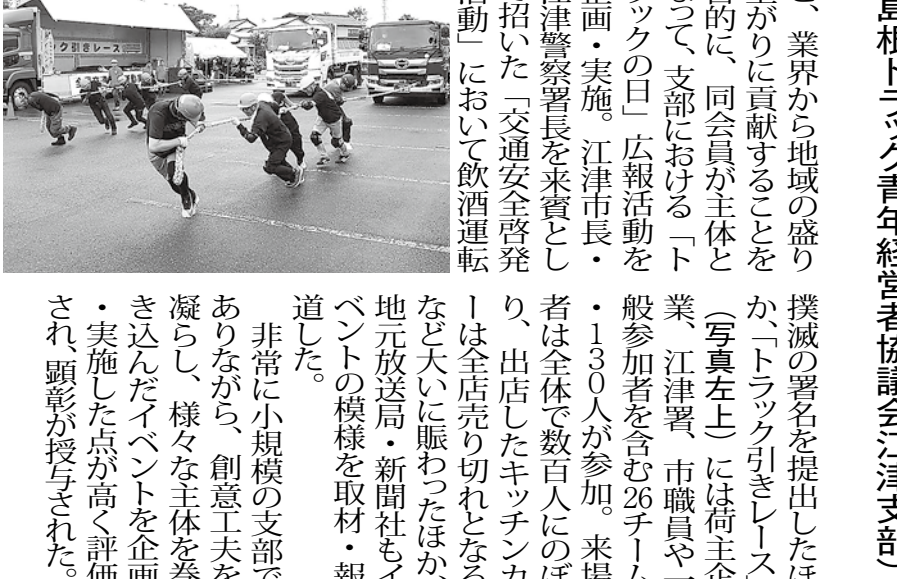 島根トラック青年経営者協議会江津支部）
、業界から地域の盛り
上がりに貢献することを
目的に、同会員が主体と
なって、支部における「ト
ラックの日」広報活動を
企画・実施。江津市長・
江津警察署長を来賓とし
て招いた「交通安全啓発
活動」において飲酒運転
撲滅の署名を提出したほ
か、「トラック引きレース」
（写真左上）には荷主企
業、江津署、市職員や一
般参加者を含む26チーム
・130人が参加。来場
者は全体で数百人にのぼ
り、出店したキッチンカ
ーは全店売り切れとなる
など大いに賑わったほか、
地元放送局・新聞社もイ
ベントの模様を取材・報
道した。
非常に小規模の支部で
ありながら、創意工夫を
凝らし、様々な主体を巻
き込んだイベントを企画
・実施した点が高く評価
され、顕彰が授与された。
ク引きレース